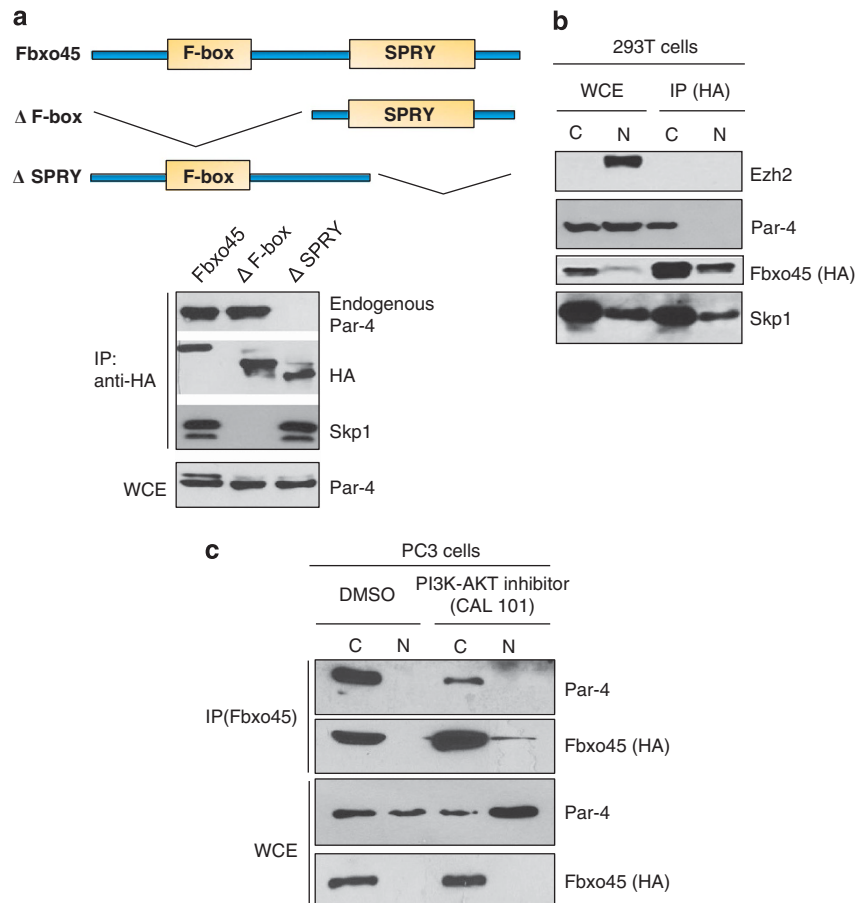 a
Fbxo45
F-box
SPRY
Δ F-box
SPRY
Δ SPRY
F-box
Fbxo45
Δ F-box
Δ SPRY
IP:
anti-HA
Endogenous
Par-4
HA
Skp1
WCE
Par-4
b
293T cells
WCE
IP (HA)
C N C N
Ezh2
Par-4
Fbxo45 (HA)
Skp1
c
PC3 cells
DMSO
PI3K-AKT inhibitor
(CAL 101)
C N C N
IP(Fbxo45)
Par-4
Fbxo45 (HA)
WCE
Par-4
Fbxo45 (HA)